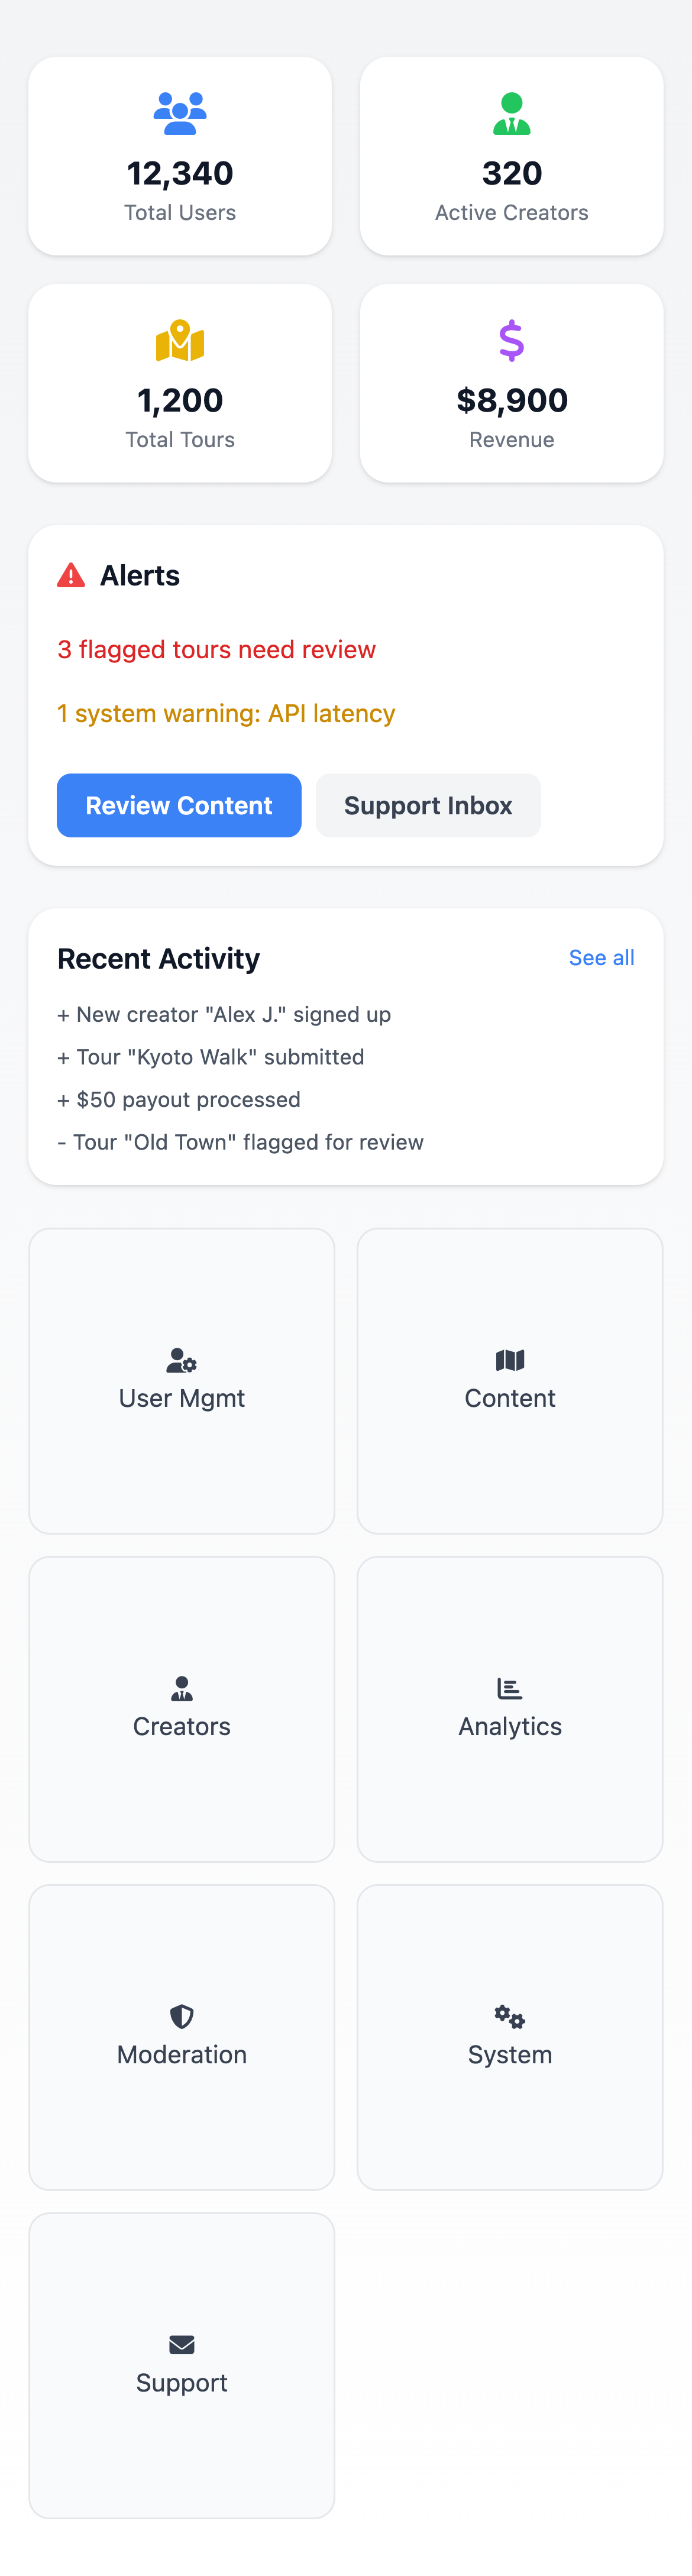 12,340
Total Users
320
Active Creators
1,200
Total Tours
$8,900
Revenue
Alerts
3 flagged tours need review
1 system warning: API latency
Review Content
Support Inbox
Recent Activity
See all
+ New creator "Alex J." signed up
+ Tour "Kyoto Walk" submitted
+ $50 payout processed
- Tour "Old Town" flagged for review
User Mgmt
Content
Creators
Analytics
Moderation
System
Support